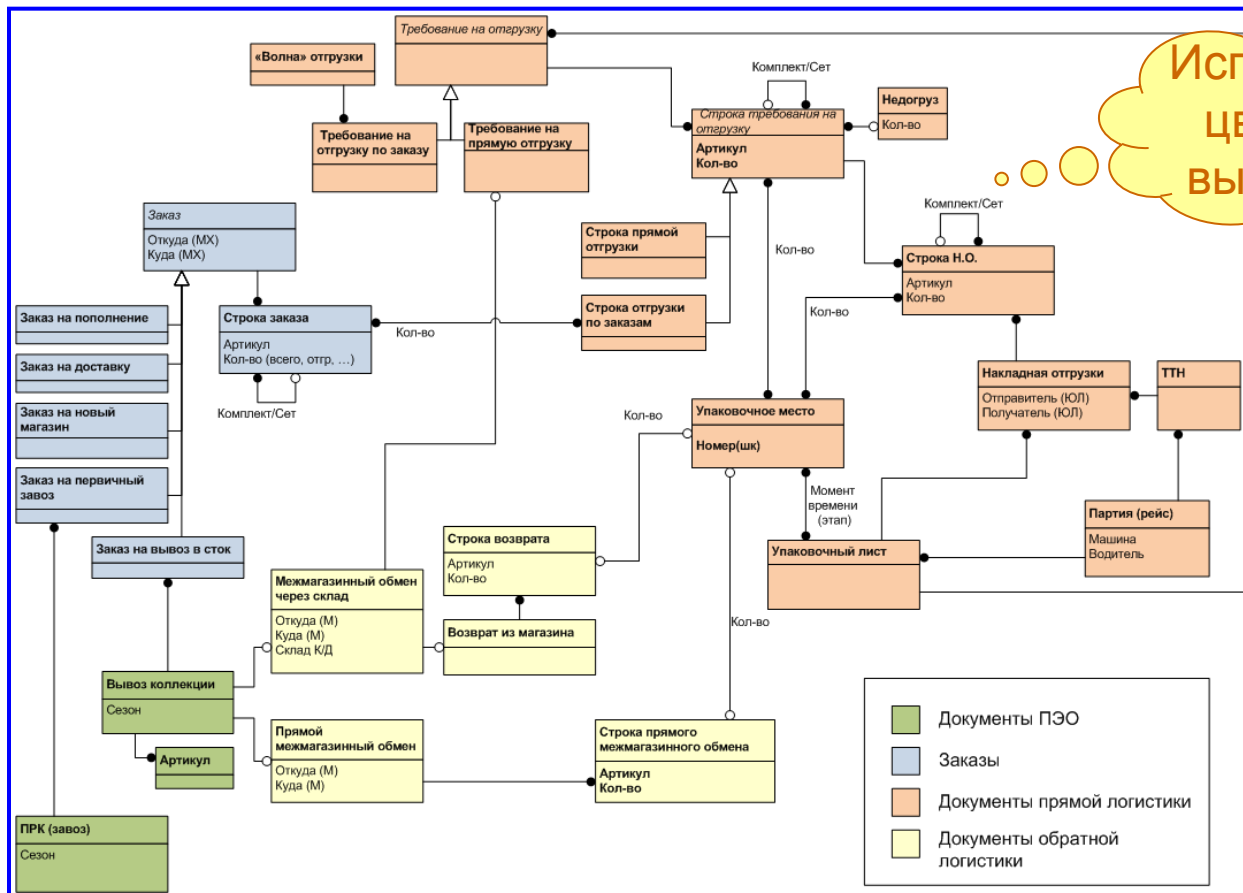 Требование на отгрузку
«Волна» отгрузки
Требование на
отгрузку по заказу
Требование на
прямую отгрузку
Комплект/Сет
Строка требования на
отгрузку
Артикул
Кол-во
Недогруз
Кол-во
Комплект/Сет
Строка Н.О.
Артикул
Кол-во
Заказ
Откуда (МХ)
Куда (МХ)
Строка прямой
отгрузки
Кол-во
Строка отгрузки
по заказам
Кол-во
Кол-во
Заказ на пополнение
Заказ на доставку
Заказ на новый
магазин
Заказ на первичный
завоз
Заказ на вывоз в сток
Строка заказа
Артикул
Кол-во (всего, отгр, …)
Комплект/Сет
Накладная отгрузки
Отправитель (ЮЛ)
Получатель (ЮЛ)
ТТН
Кол-во
Упаковочное место
Номер(шк)
Момент
времени
(этап)
Партия (рейс)
Машина
Водитель
Упаковочный лист
Строка возврата
Артикул
Кол-во
Межмагазинный обмен
через склад
Откуда (М)
Куда (М)
Склад К/Д
Возврат из магазина
Кол-во
Вывоз коллекции
Сезон
Артикул
Прямой
межмагазинный обмен
Откуда (М)
Куда (М)
Строка прямого
межмагазинного обмена
Артикул
Кол-во
ПРК (завоз)
Сезон
Документы ПЭО
Заказы
Документы прямой логистики
Документы обратной
логистики